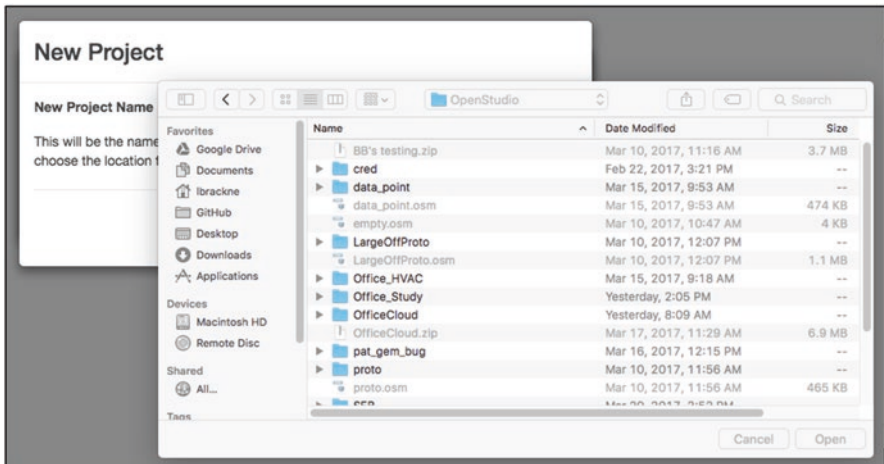 New Project
New Project Name
This will be the name
choose the location f
OpenStudio
Search
Favorites
Google Drive
Documents
lbrackne
GitHub
Desktop
Downloads
Applications
Devices
Macintosh HD
Remote Disc
Shared
All...
Tags
Name Date Modified Size
BB's testing.zip Mar 10, 2017, 11:16 AM 3.7 MB
cred Feb 22, 2017, 3:21 PM --
data_point Mar 15, 2017, 9:53 AM --
data_point.osm Mar 15, 2017, 9:53 AM 474 KB
empty.osm Mar 10, 2017, 10:47 AM 4 KB
LargeOffProto Mar 10, 2017, 12:07 PM --
LargeOffProto.osm Mar 10, 2017, 12:07 PM 1.1 MB
Office_HVAC Mar 15, 2017, 9:18 AM --
Office_Study Yesterday, 2:05 PM --
OfficeCloud Yesterday, 8:09 AM --
OfficeCloud.zip Mar 17, 2017, 11:29 AM 6.9 MB
pat_gem_bug Mar 16, 2017, 12:15 PM --
proto Mar 10, 2017, 11:56 AM --
proto.osm Mar 10, 2017, 11:56 AM 465 KB
Cancel Open